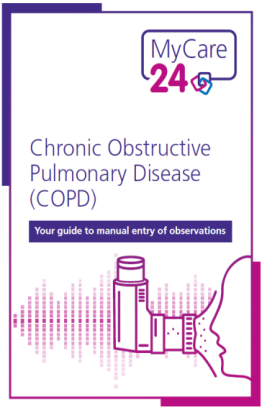 MyCare
24
Chronic Obstructive
Pulmonary Disease
(COPD)
Your guide to manual entry of observations